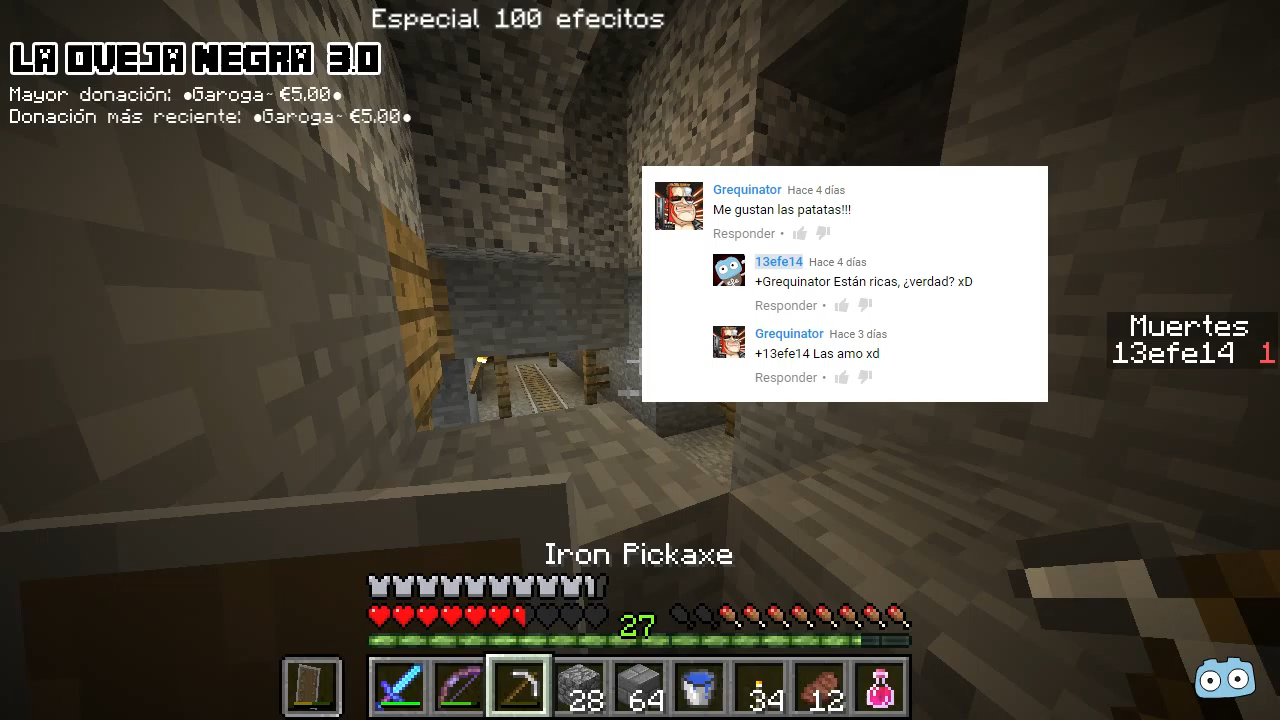 Especial 100 efecitos
LA OVEJA NEGRA 3.0
Mayor donación: •Garoga~ €5.00•
Donación más reciente: •Garoga~ €5.00•
Grequinator Hace 4 días
Me gustan las patatas!!!
Responder •
13efe14 Hace 4 días
+Grequinator Están ricas, ¿verdad? xD
Responder •
Grequinator Hace 3 días
+13efe14 Las amo xd
Responder •
Muertes
13efe14 1
Iron Pickaxe
27
28 64 34 12